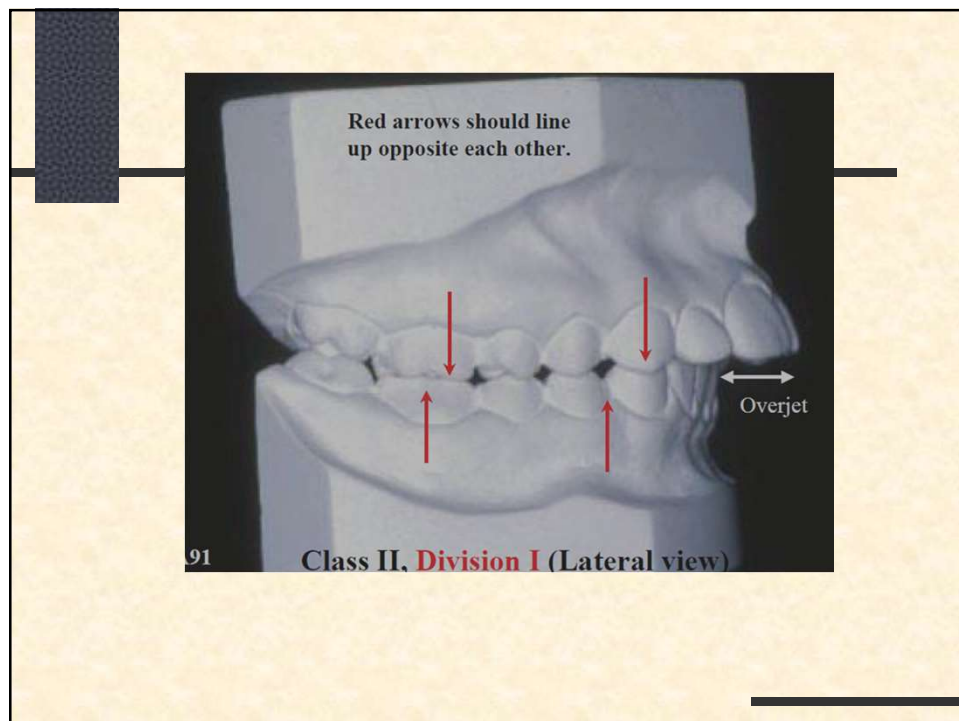 Red arrows should line
up opposite each other.
Overjet
91
Class II, Division I (Lateral view)